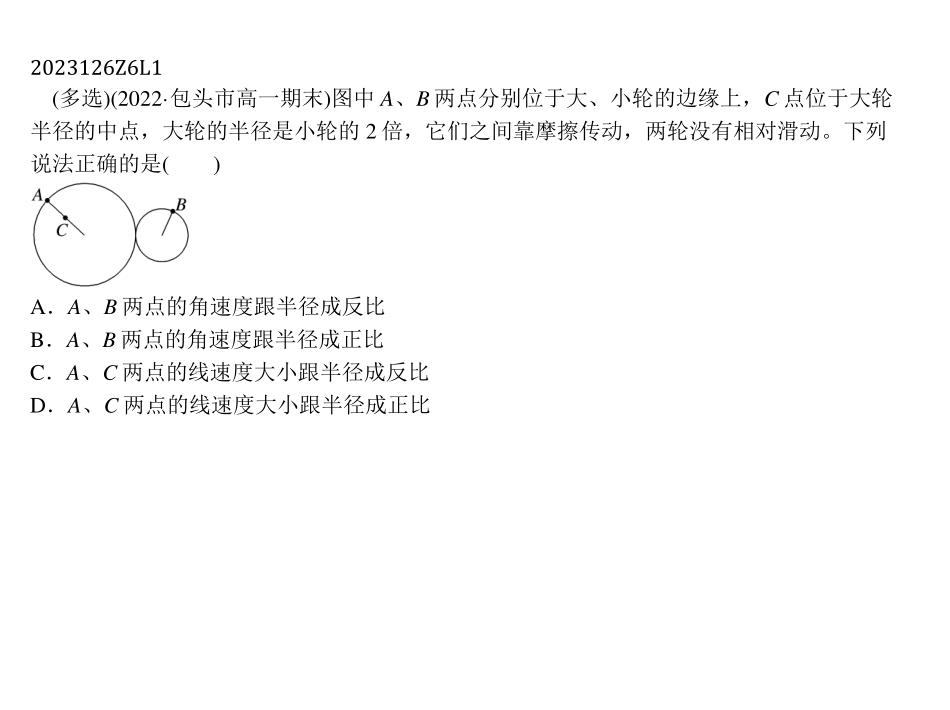 2023126Z6L1
(多选)(2022·包头市高一期末)图中 A、B 两点分别位于大、小轮的边缘上，C 点位于大轮
半径的中点，大轮的半径是小轮的 2 倍，它们之间靠摩擦传动，两轮没有相对滑动。下列
说法正确的是(　　)
A
B
C
A．A、B 两点的角速度跟半径成反比
B．A、B 两点的角速度跟半径成正比
C．A、C 两点的线速度大小跟半径成反比
D．A、C 两点的线速度大小跟半径成正比